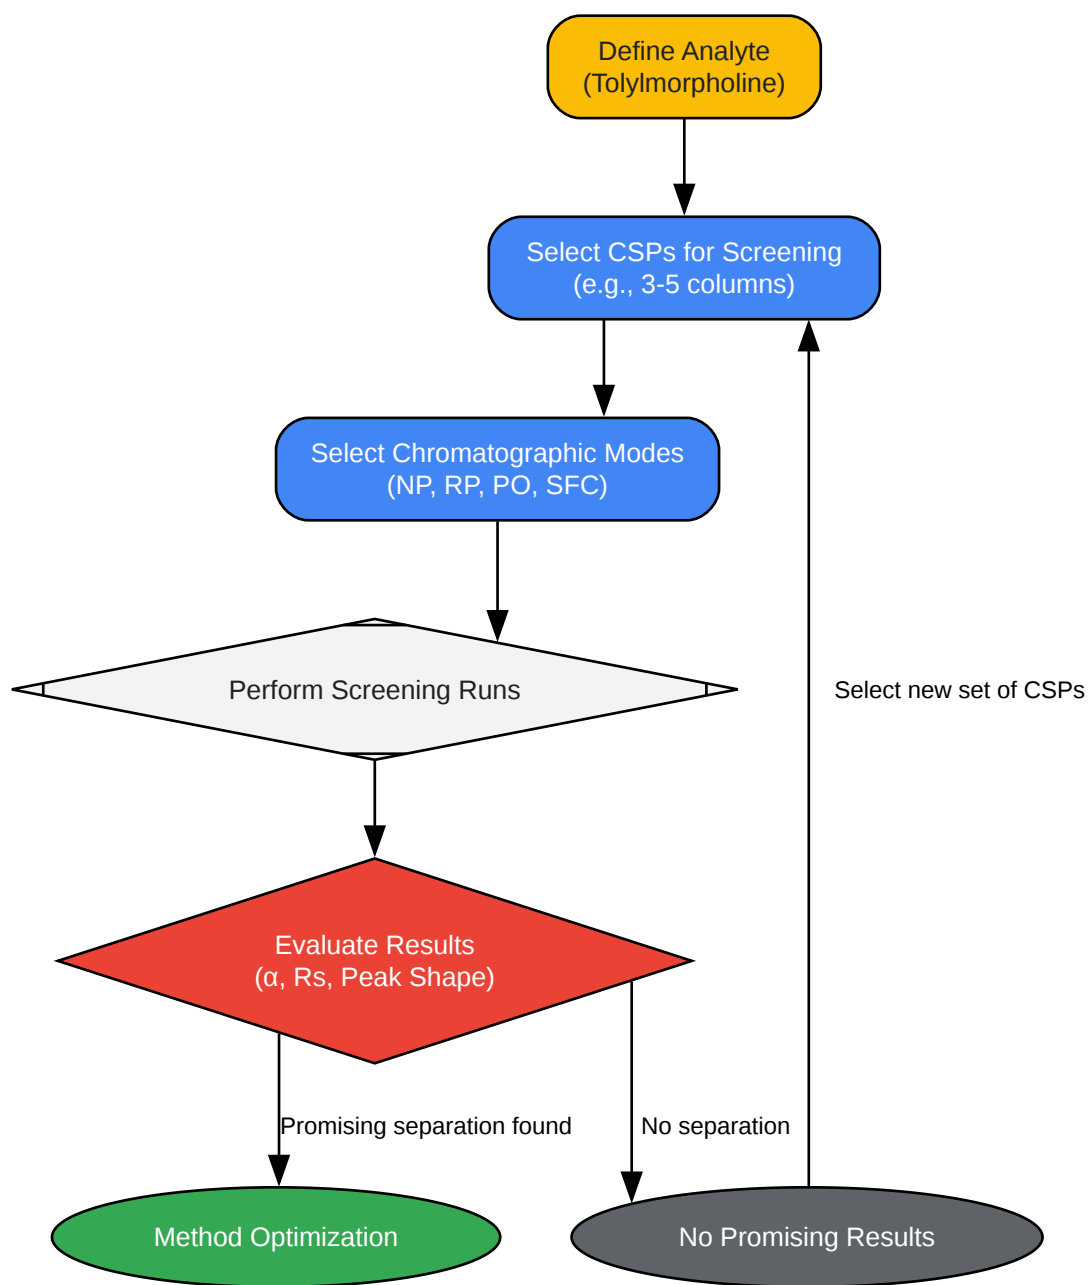 Define Analyte
(Tolylmorpholine)
Select CSPs for Screening
(e.g., 3-5 columns)
Select Chromatographic Modes
(NP, RP, PO, SFC)
Perform Screening Runs
Select new set of CSPs
Evaluate Results
(α, Rs, Peak Shape)
Promising separation found
No separation
Method Optimization
No Promising Results